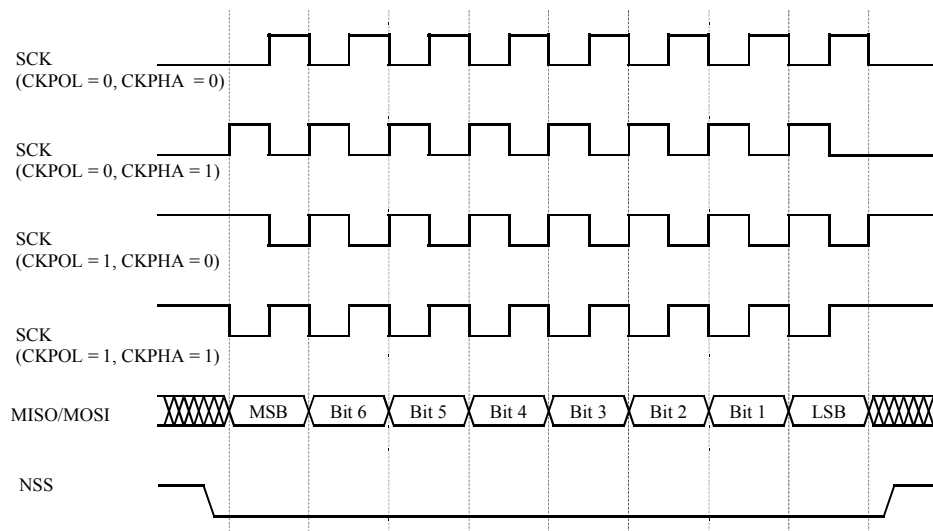 SCK
(CKPOL = 0, CKPHA = 0)
SCK
(CKPOL = 0, CKPHA = 1)
SCK
(CKPOL = 1, CKPHA = 0)
SCK
(CKPOL = 1, CKPHA = 1)
MISO/MOSI MSB Bit 6 Bit 5 Bit 4 Bit 3 Bit 2 Bit 1 LSB
NSS